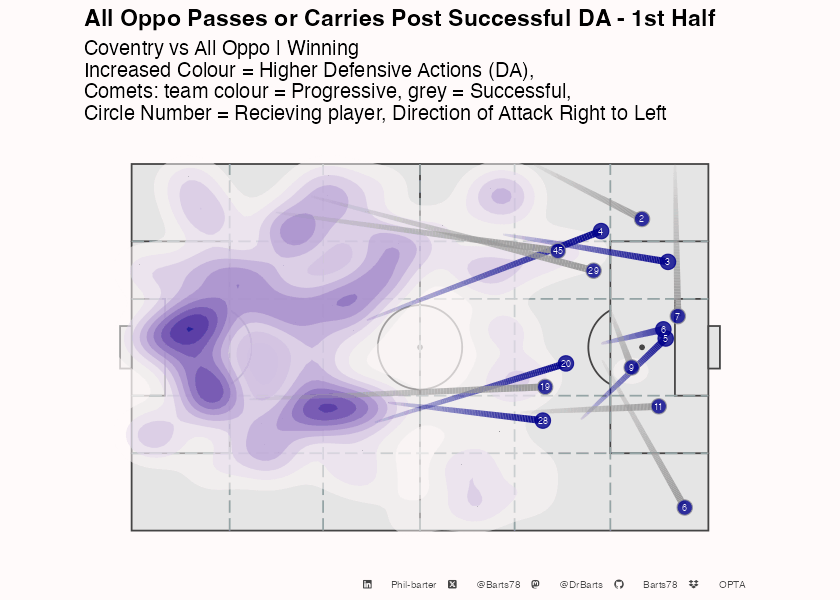 All Oppo Passes or Carries Post Successful DA - 1st Half
Coventry vs All Oppo | Winning
Increased Colour = Higher Defensive Actions (DA),
Comets: team colour = Progressive, grey = Successful,
Circle Number = Recieving player, Direction of Attack Right to Left
2
4
45
3
29
7
6
5
20
9
19
11
28
6
Phil-barter @Barts78 @DrBarts Barts78 OPTA